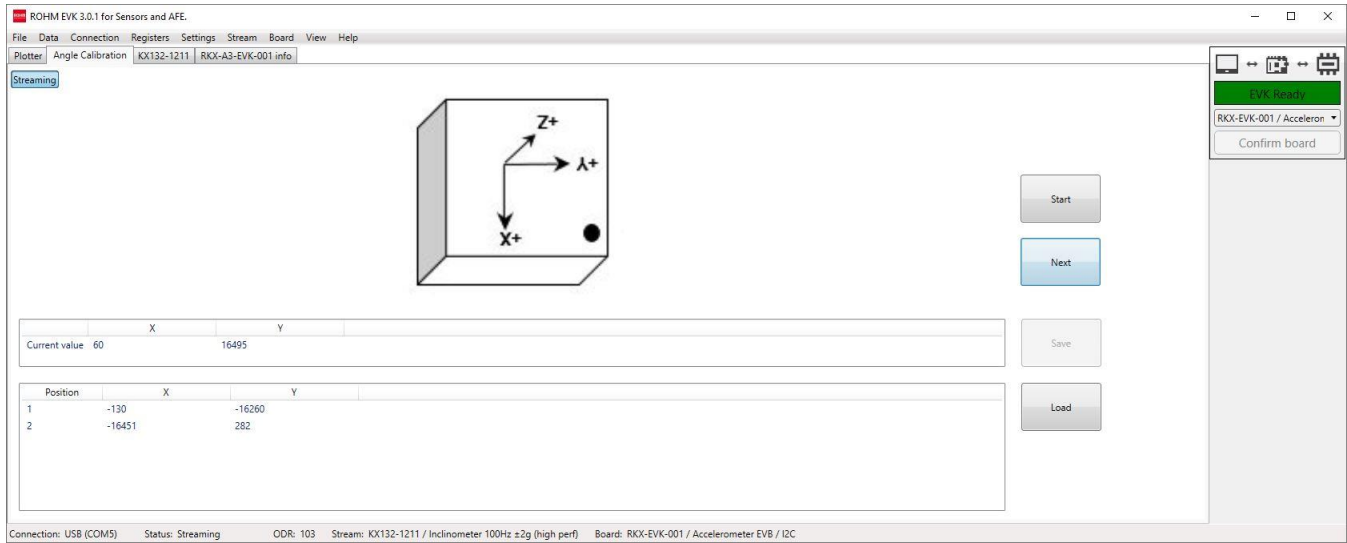 ROHM ROHM EVK 3.0.1 for Sensors and AFE.
File Data Connection Registers Settings Stream Board View Help
Plotter Angle Calibration KX132-1211 RKX-A3-EVK-001 info
Streaming
EVK Ready
RKX-EVK-001 / Acceleron
Confirm board
Z+
Y+
X+
Start
Next
X Y
Current value 60 16495
Save
Position X Y
1 -130 -16260
2 -16451 282
Load
Connection: USB (COM5) Status: Streaming ODR: 103 Stream: KX132-1211 / Inclinometer 100Hz ±2g (high perf) Board: RKX-EVK-001 / Accelerometer EVB / I2C